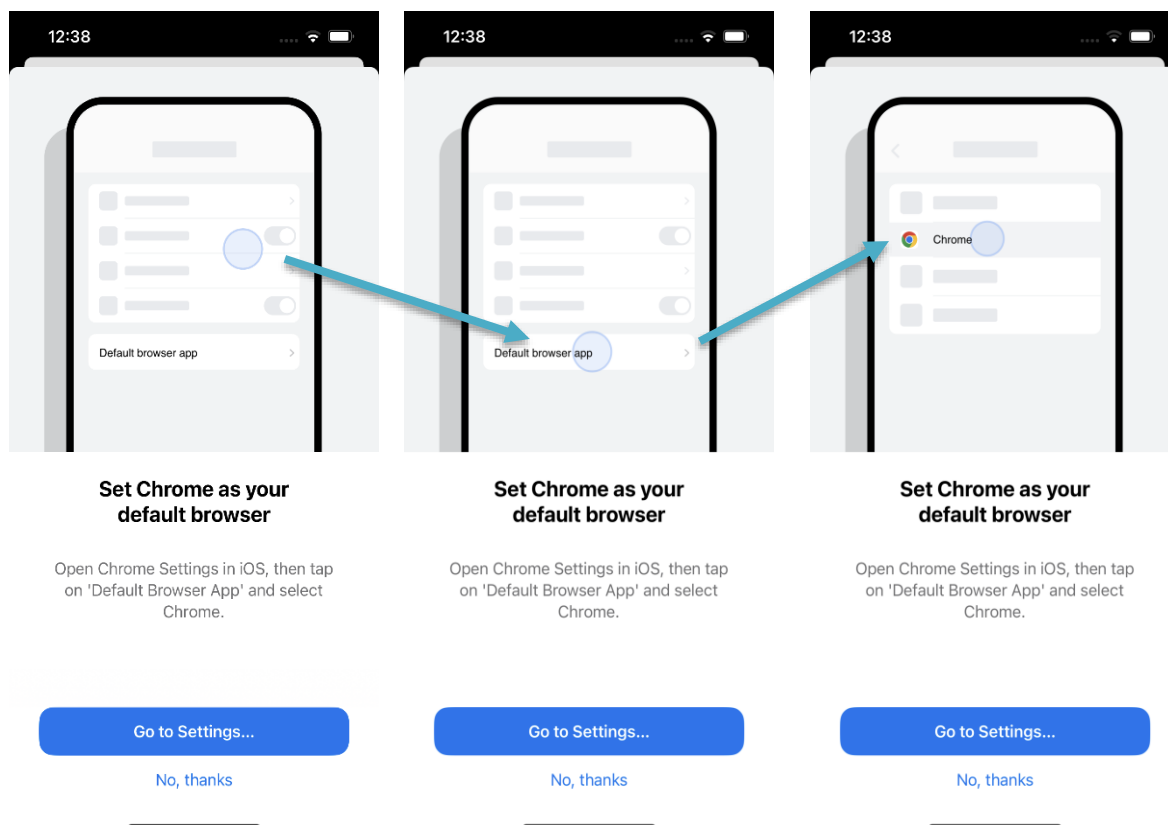 12:38
Default browser app
Set Chrome as your
default browser
Open Chrome Settings in iOS, then tap
on 'Default Browser App' and select
Chrome.
Go to Settings...
No, thanks
12:38
Default browser app
Set Chrome as your
default browser
Open Chrome Settings in iOS, then tap
on 'Default Browser App' and select
Chrome.
Go to Settings...
No, thanks
12:38
Chrome
Set Chrome as your
default browser
Open Chrome Settings in iOS, then tap
on 'Default Browser App' and select
Chrome.
Go to Settings...
No, thanks